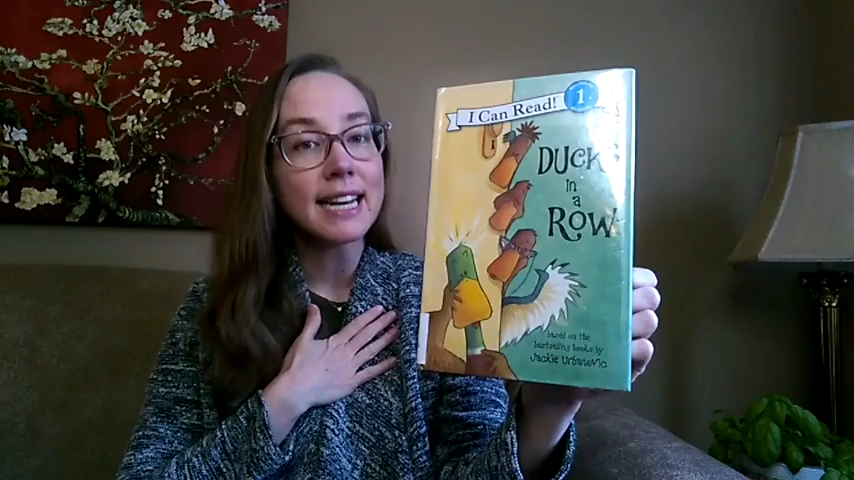 I Can Read! 1
DUCKS
in
a
ROW
based on the
bestselling books by
Jackie Urbanovic